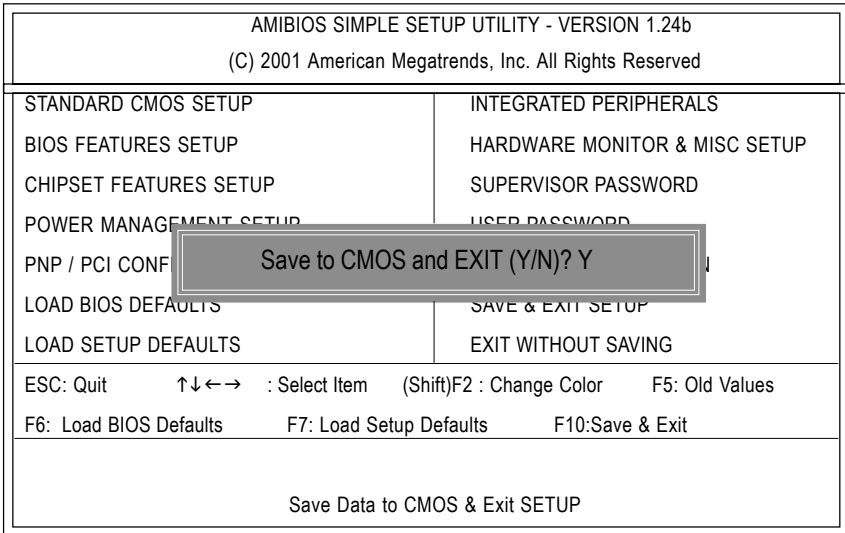 AMIBIOS SIMPLE SETUP UTILITY - VERSION 1.24b
(C) 2001 American Megatrends, Inc. All Rights Reserved
STANDARD CMOS SETUP
BIOS FEATURES SETUP
CHIPSET FEATURES SETUP
POWER MANAGEMENT SETUP
PNP / PCI
LOAD BIOS DEFAULTS
LOAD SETUP DEFAULTS
INTEGRATED PERIPHERALS
HARDWARE MONITOR & MISC SETUP
SUPERVISOR PASSWORD
USER PASSWORD
SAVE & EXIT SETUP
EXIT WITHOUT SAVING
Save to CMOS and EXIT (Y/N)? Y
ESC: Quit ↑↓←→ : Select Item (Shift)F2 : Change Color F5: Old Values
F6: Load BIOS Defaults F7: Load Setup Defaults F10:Save & Exit
Save Data to CMOS & Exit SETUP